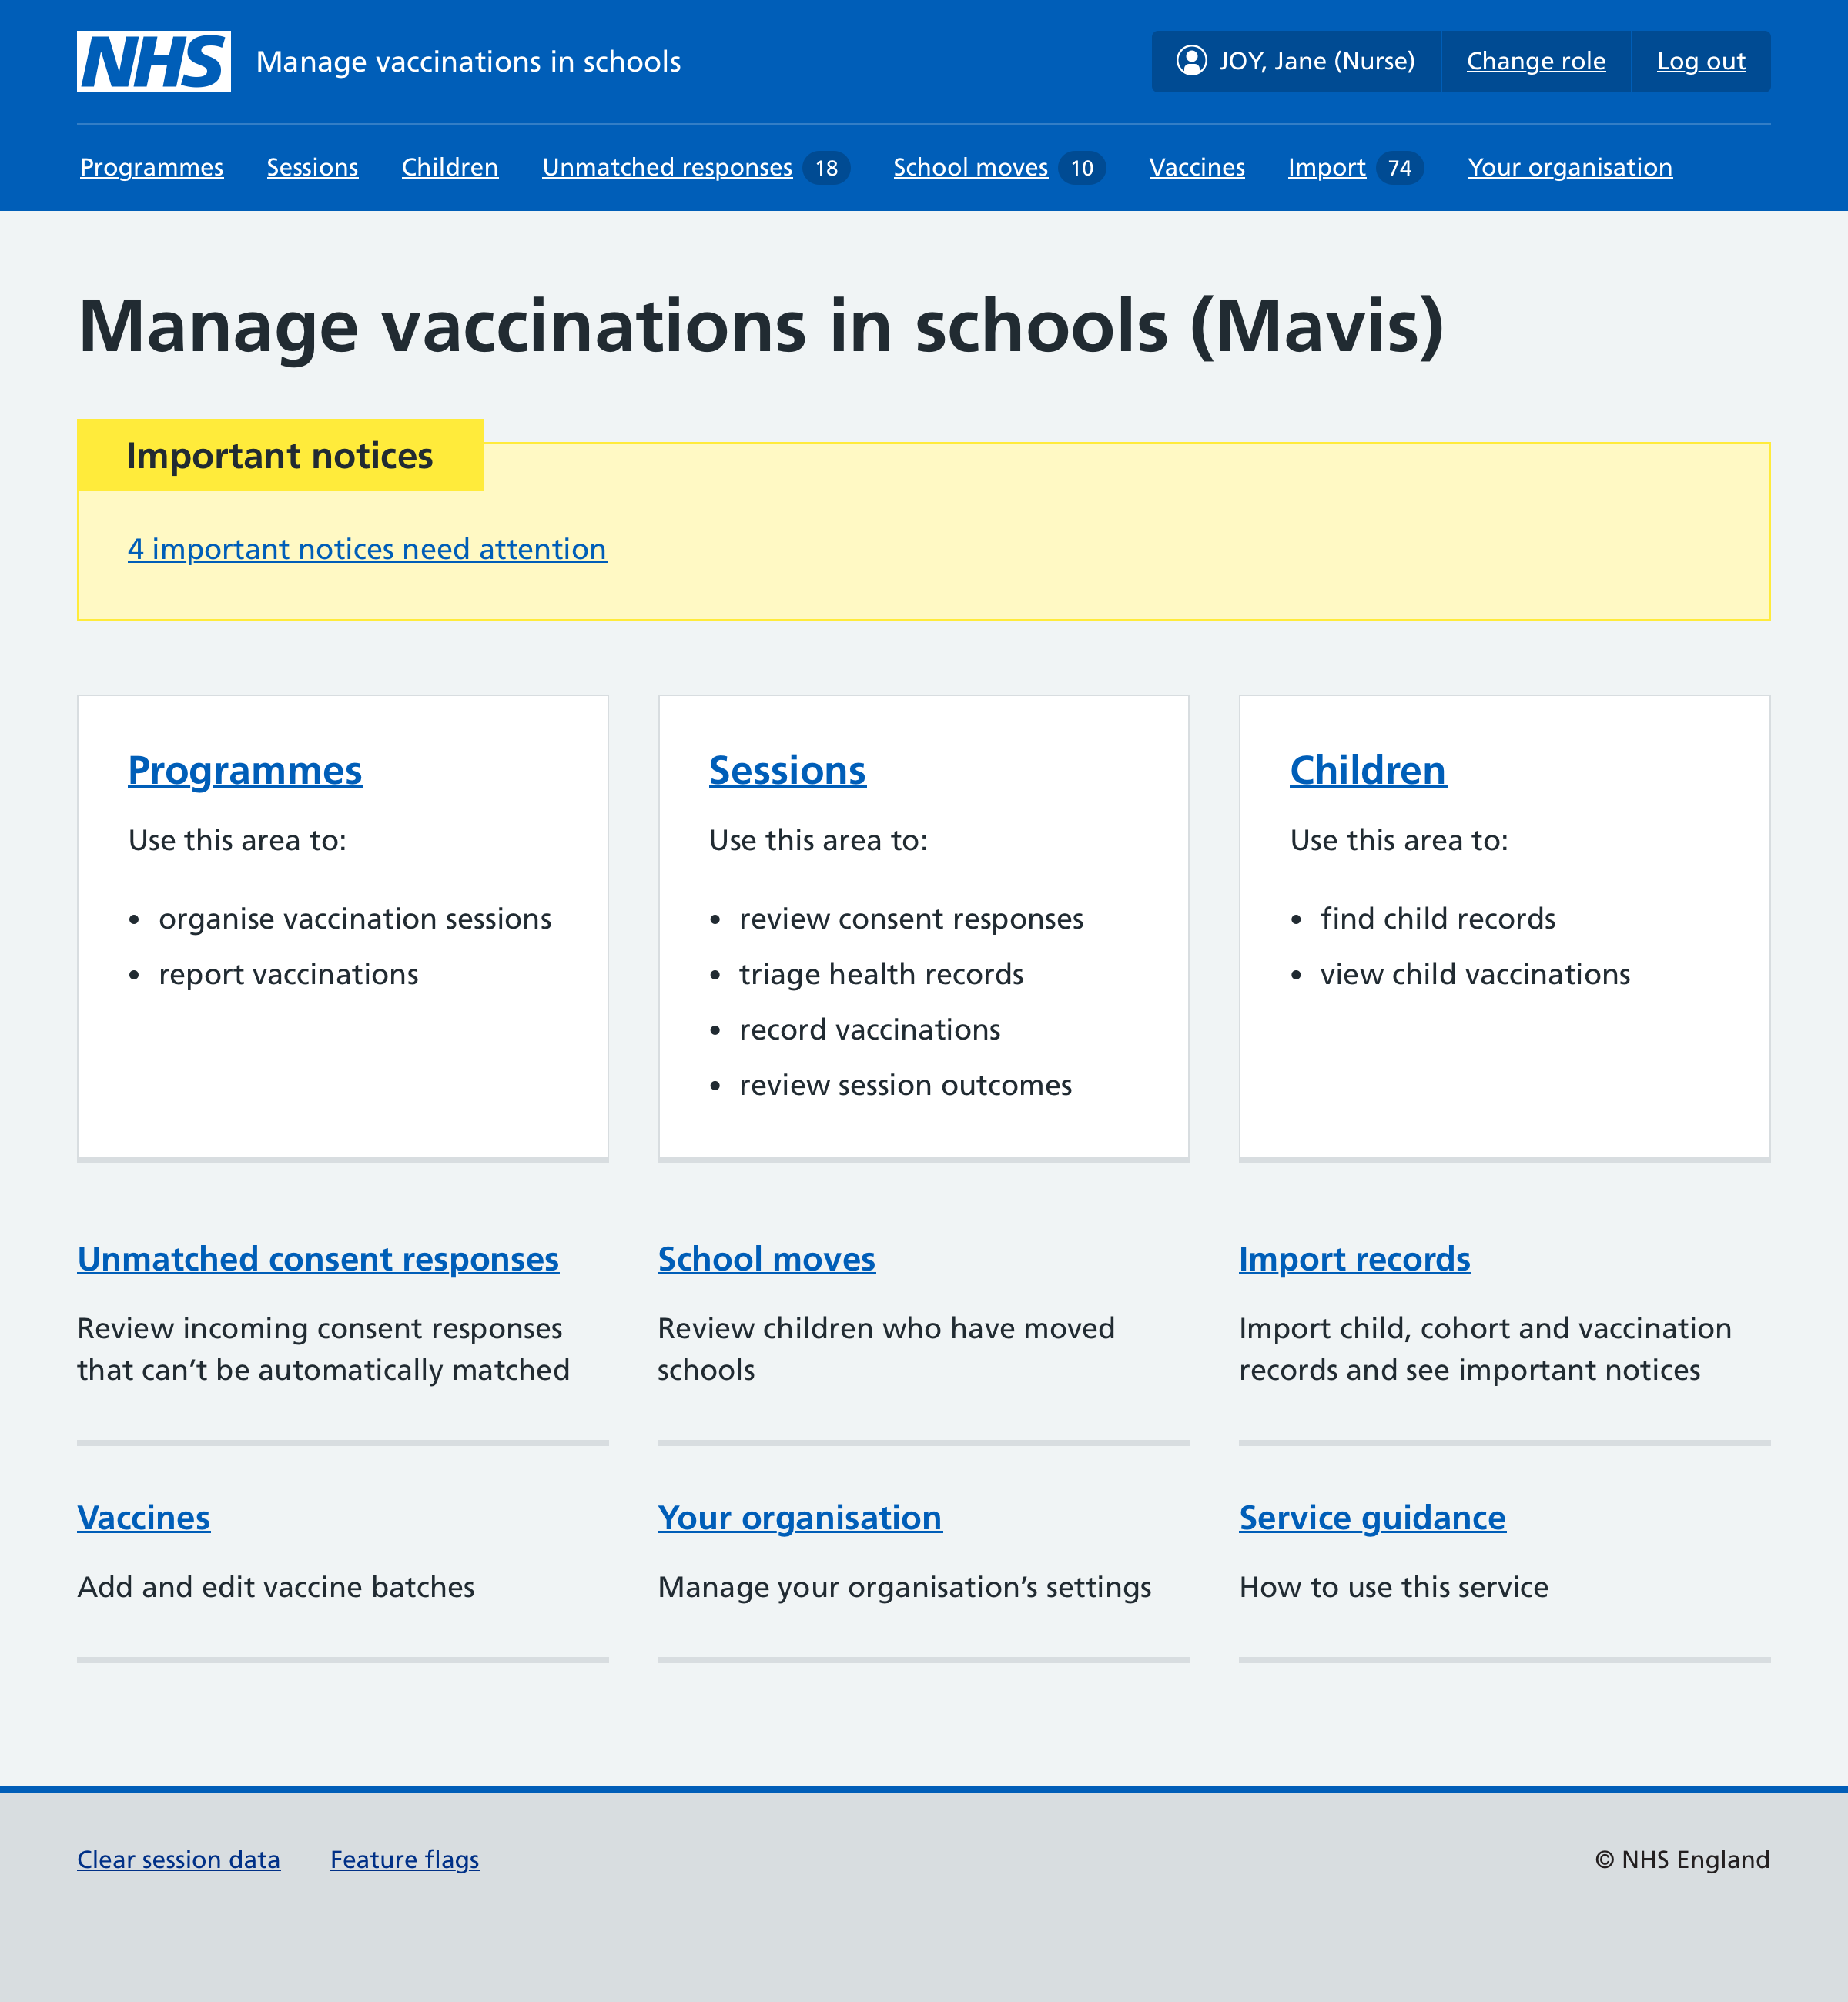 NHS Manage vaccinations in schools
JOY, Jane (Nurse) Change role Log out
Programmes Sessions Children Unmatched responses 18 School moves 10 Vaccines Import 74 Your organisation
Manage vaccinations in schools (Mavis)
Important notices
4 important notices need attention
Programmes
Use this area to:
• organise vaccination sessions
• report vaccinations
Sessions
Use this area to:
• review consent responses
• triage health records
• record vaccinations
• review session outcomes
Children
Use this area to:
• find child records
• view child vaccinations
Unmatched consent responses
Review incoming consent responses
that can’t be automatically matched
School moves
Review children who have moved
schools
Import records
Import child, cohort and vaccination
records and see important notices
Vaccines
Add and edit vaccine batches
Your organisation
Manage your organisation’s settings
Service guidance
How to use this service
Clear session data Feature flags
© NHS England